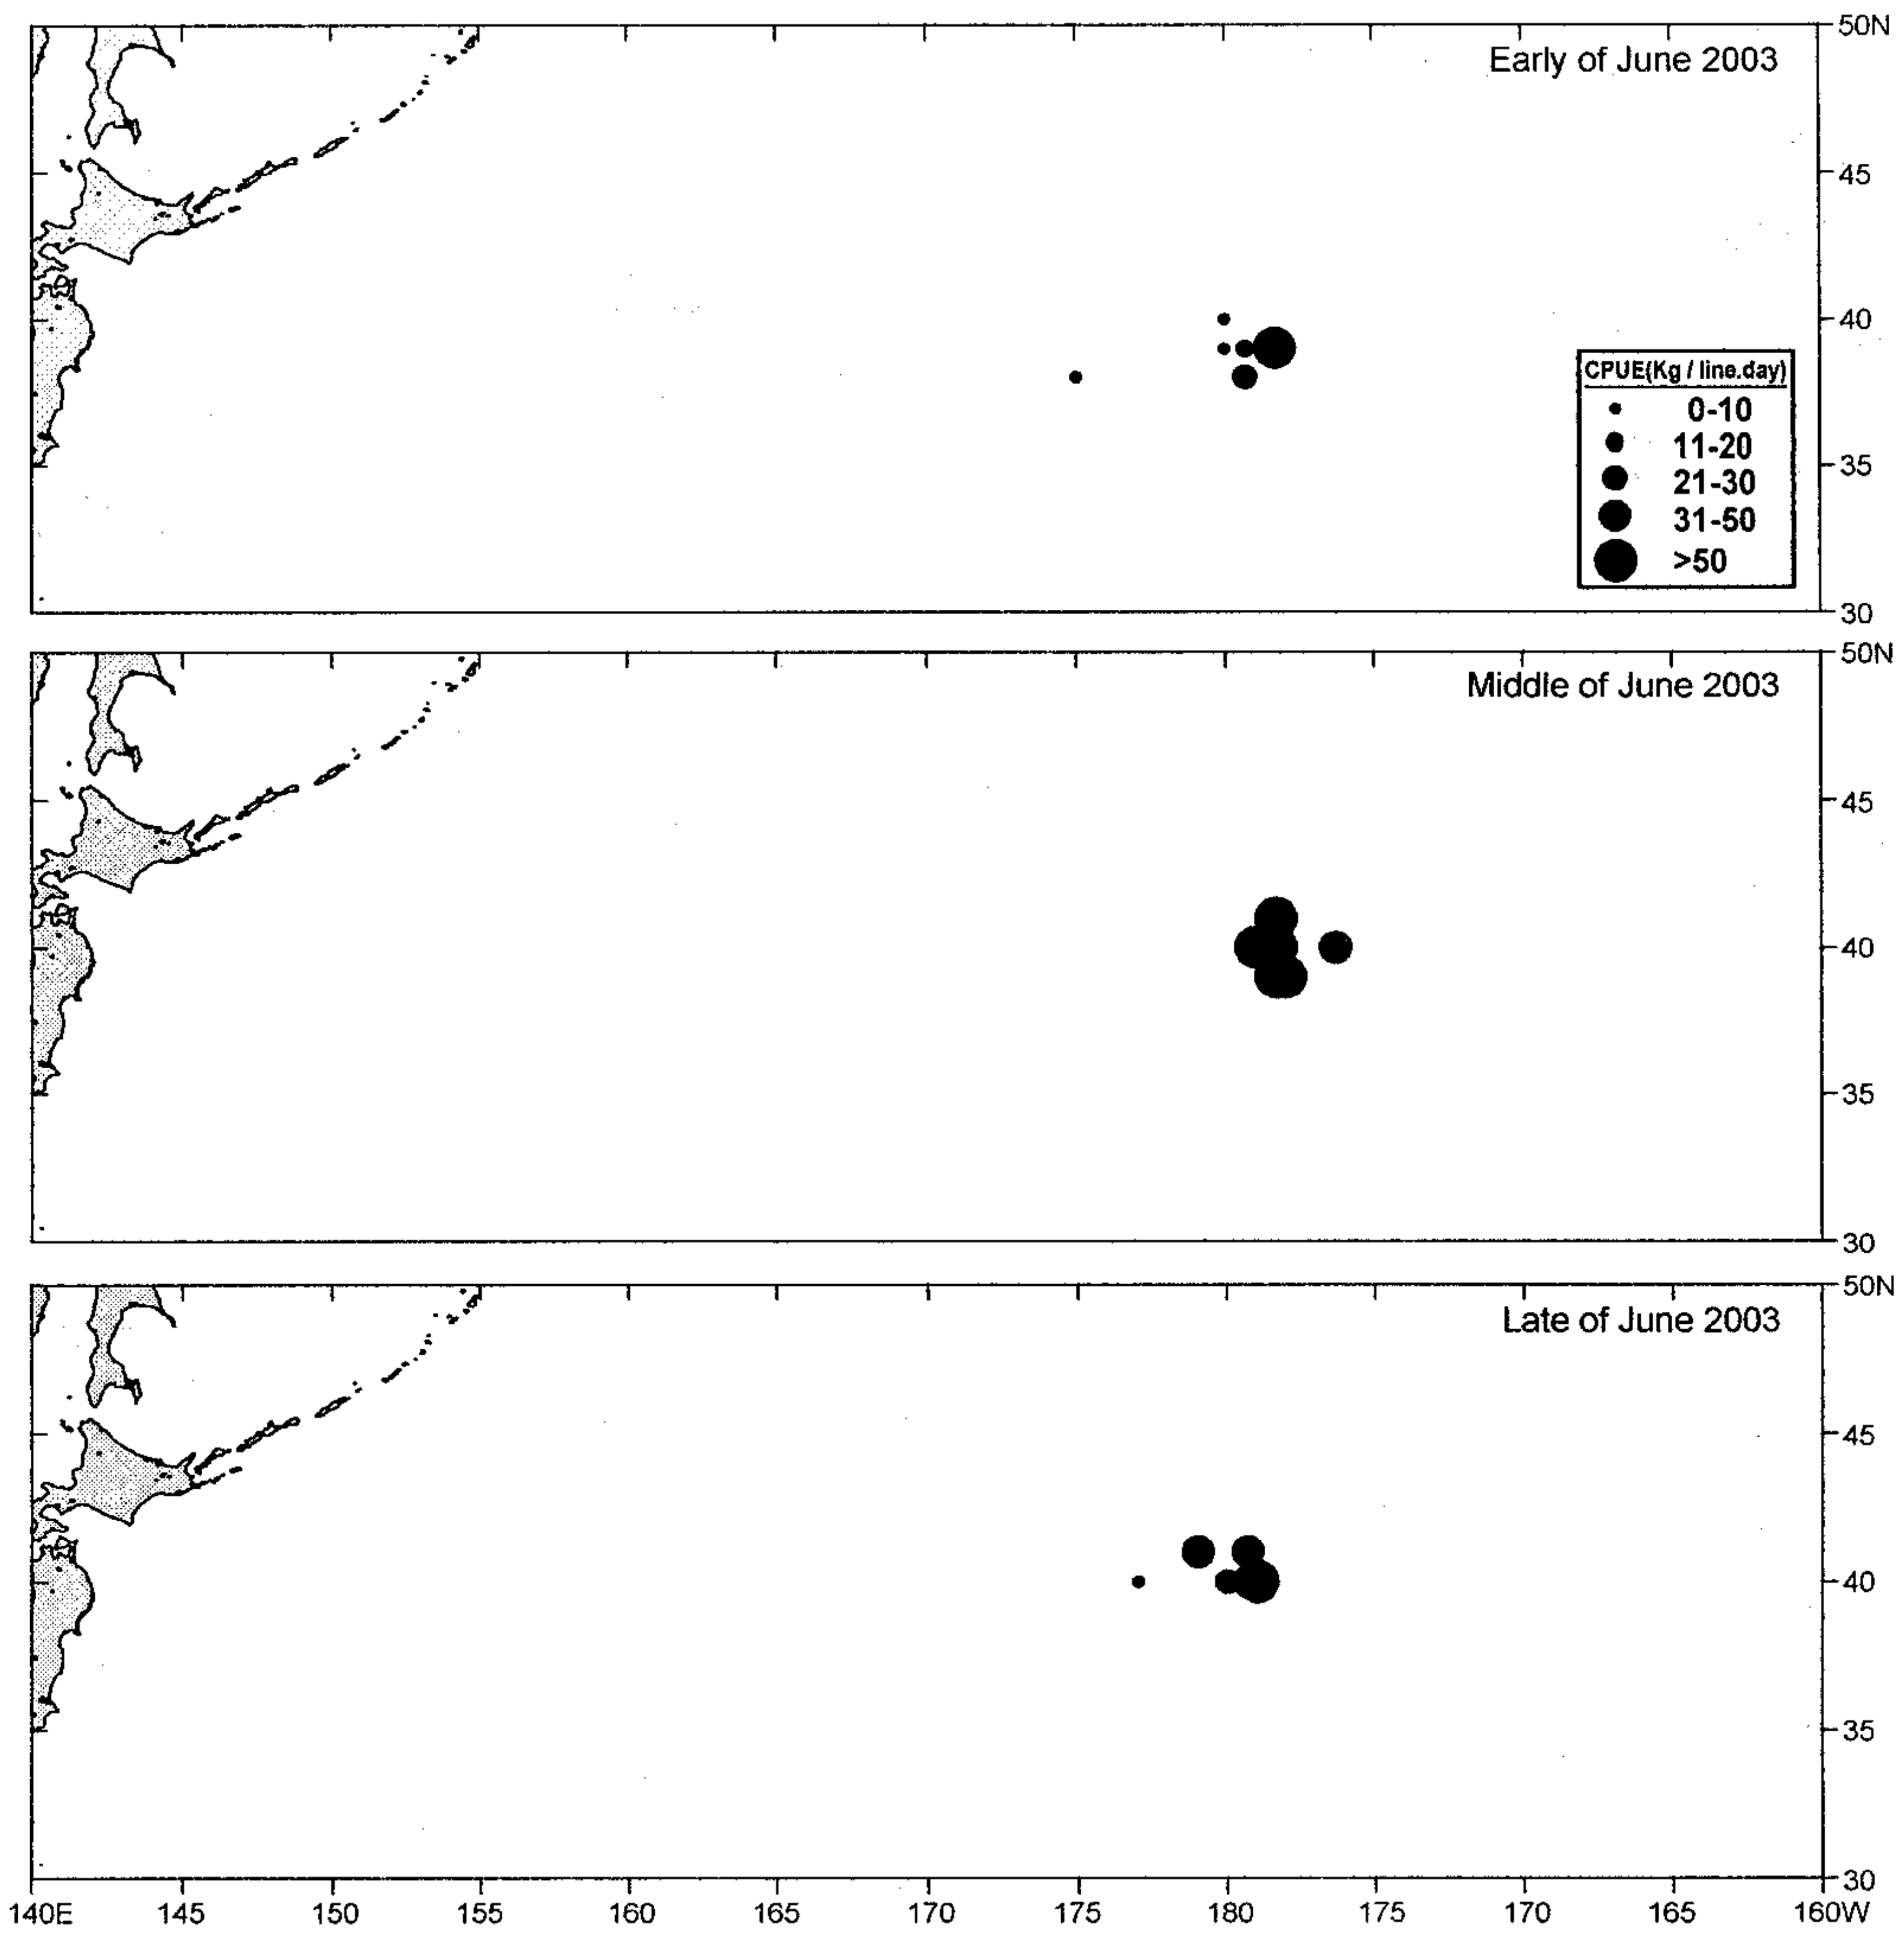 50N
Early of June 2003
45
40
CPUE(Kg / line.day)
0-10
11-20
21-30
31-50
>50
35
30
50N
Middle of June 2003
45
40
35
30
50N
Late of June 2003
45
40
35
30
140E 145 150 155 160 165 170 175 180 175 170 165 160W